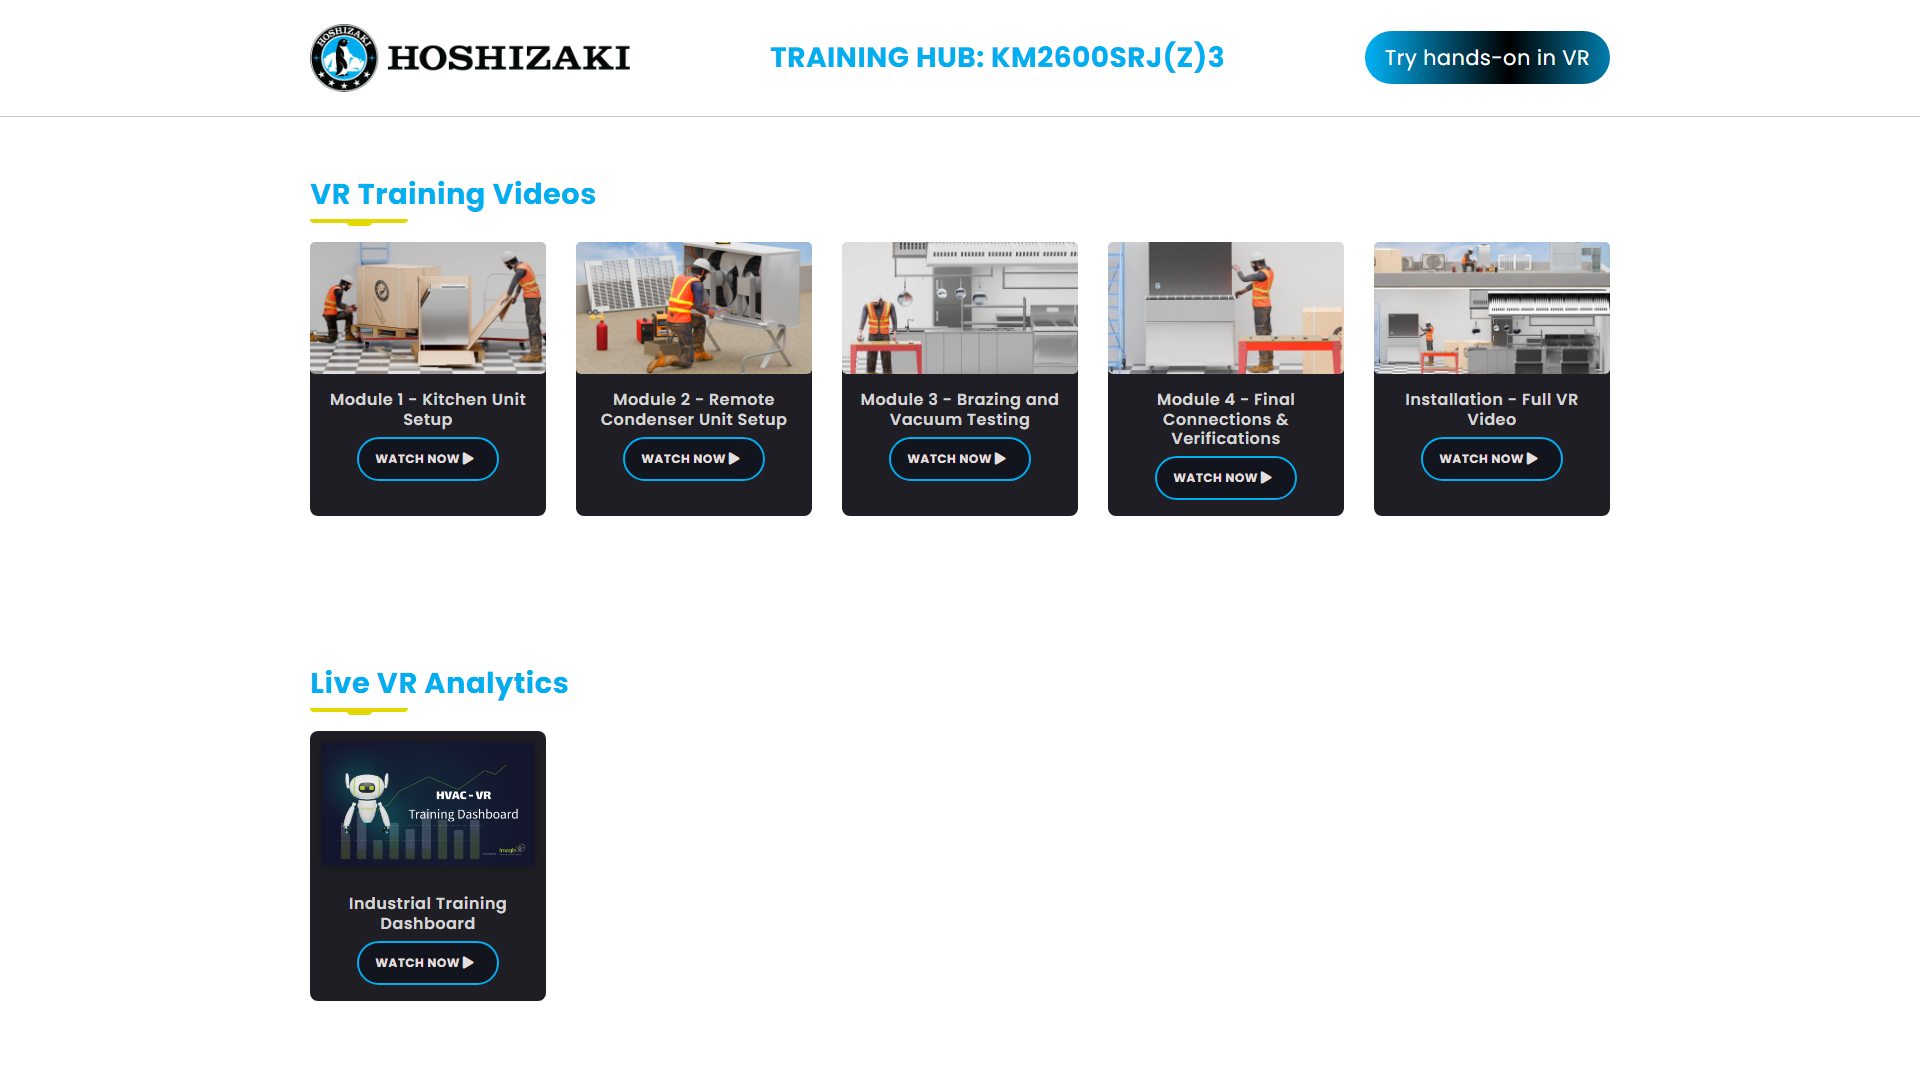 HOSHIZAKI
HOSHIZAKI
TRAINING HUB: KM2600SRJ(Z)3
Try hands-on in VR
VR Training Videos
Module 1 - Kitchen Unit
Setup
WATCH NOW
Module 2 - Remote
Condenser Unit Setup
WATCH NOW
Module 3 - Brazing and
Vacuum Testing
WATCH NOW
Module 4 - Final
Connections &
Verifications
WATCH NOW
Installation - Full VR
Video
WATCH NOW
Live VR Analytics
HVAC - VR
Training Dashboard
Industrial Training
Dashboard
WATCH NOW